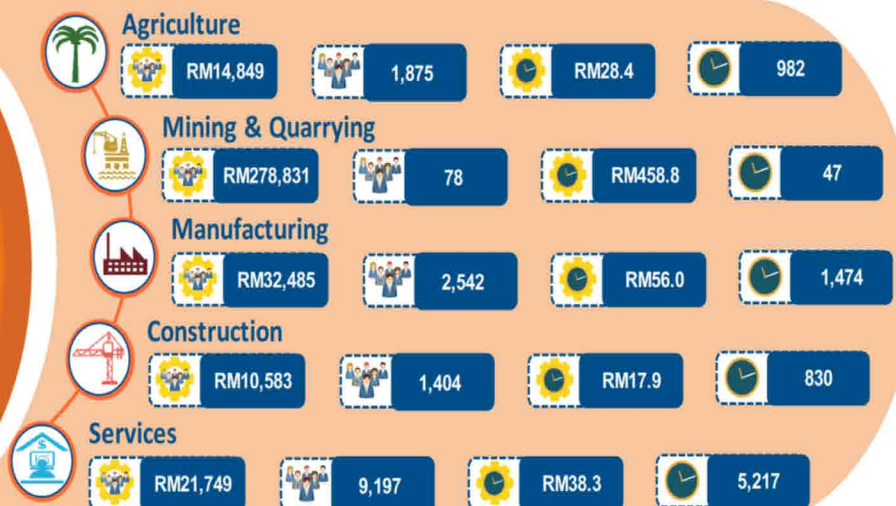 Agriculture
RM14,849 1,875 RM28.4 982
Mining & Quarrying
RM278,831 78 RM458.8 47
Manufacturing
RM32,485 2,542 RM56.0 1,474
Construction
RM10,583 1,404 RM17.9 830
Services
RM21,749 9,197 RM38.3 5,217